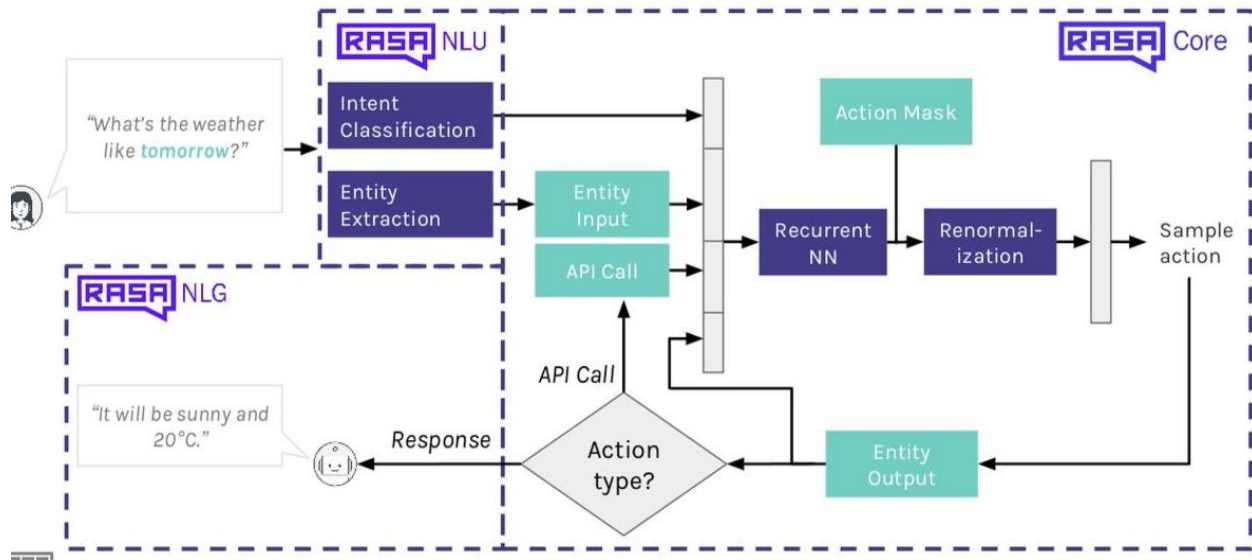 RASA NLU
RASA Core
“What’s the weather
like tomorrow?”
Intent
Classification
Entity
Extraction
Entity
Input
API Call
Action Mask
Recurrent
NN
Renormal-
ization
Sample
action
RASA NLG
API Call
“It will be sunny and
20°C.”
Response
Action
type?
Entity
Output